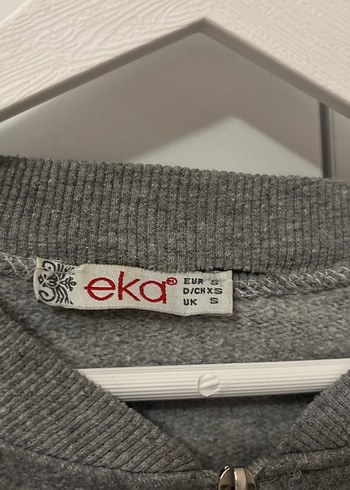 eka®
EUR S
D/CH XS
UK S